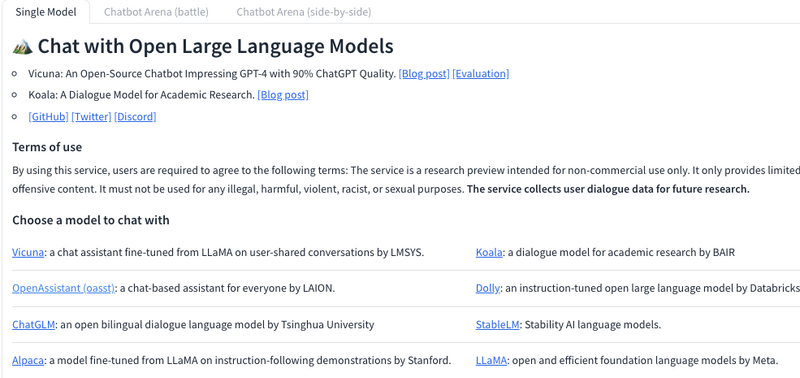 Single Model
Chatbot Arena (battle)
Chatbot Arena (side-by-side)
Chat with Open Large Language Models
Vicuna: An Open-Source Chatbot Impressing GPT-4 with 90% ChatGPT Quality. [Blog post] [Evaluation]
Koala: A Dialogue Model for Academic Research. [Blog post]
[GitHub] [Twitter] [Discord]
Terms of use
By using this service, users are required to agree to the following terms: The service is a research preview intended for non-commercial use only. It only provides limited
offensive content. It must not be used for any illegal, harmful, violent, racist, or sexual purposes. The service collects user dialogue data for future research.
Choose a model to chat with
Vicuna: a chat assistant fine-tuned from LLaMA on user-shared conversations by LMSYS.
Koala: a dialogue model for academic research by BAIR
OpenAssistant (oasst): a chat-based assistant for everyone by LAION.
Dolly: an instruction-tuned open large language model by Databricks
ChatGLM: an open bilingual dialogue language model by Tsinghua University
StableLM: Stability AI language models.
Alpaca: a model fine-tuned from LLaMA on instruction-following demonstrations by Stanford.
LLaMA: open and efficient foundation language models by Meta.